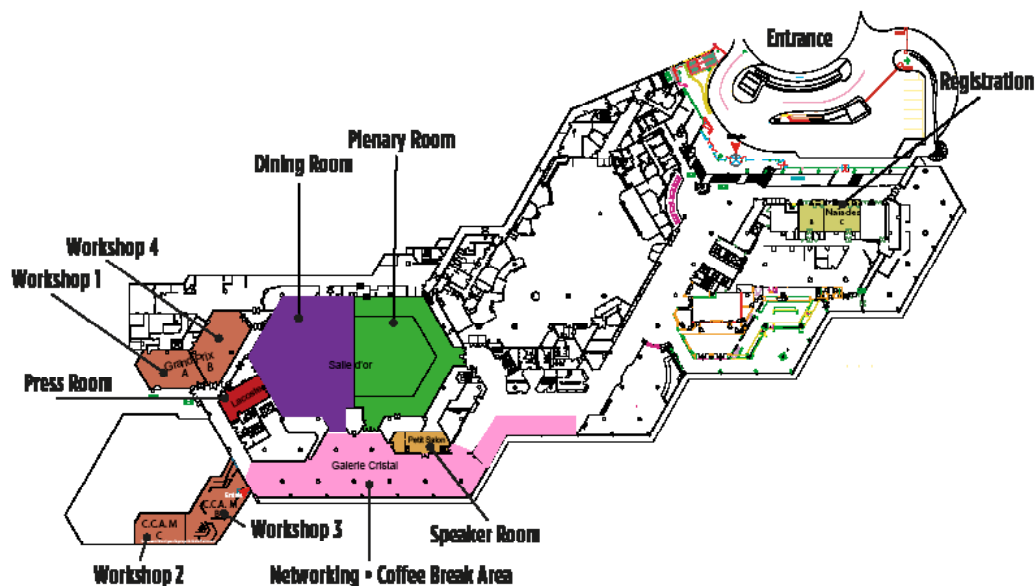 Entrance
Registration
Plenary Room
Dining Room
Naiades
B
C
Workshop 4
Workshop 1
Grand Prix
A
B
Salle d'or
Press Room
Lacoste
Petit Salon
Galerie Cristal
C.C.A. M
B
Workshop 3
C.C.A. M
C
Speaker Room
Workshop 2
Networking • Coffee Break Area